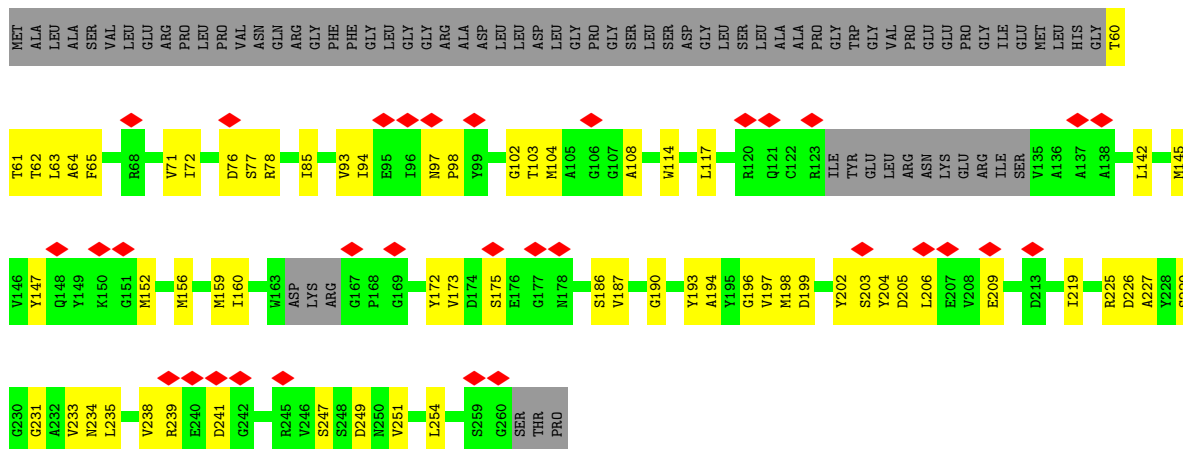 MET ALA LEU ALA SER VAL LEU GLU ARG PRO LEU PRO VAL ASN GLN ARG GLY PHE PHE GLY LEU GLY GLY ARG ALA ASP LEU LEU ASP LEU GLY PRO GLY SER LEU SER ASP GLY LEU SER LEU ALA ALA PRO GLY TRP GLY VAL PRO GLU GLU PRO GLY ILE GLU MET LEU HIS GLY T60
T61 T62 L63 A64 F65 R68 V71 I72 D76 S77 R78 I85 V93 I94 E95 I96 N97 P98 Y99 G102 T103 M104 A105 G106 G107 A108 W114 L117 R120 Q121 C122 R123 ILE TYR GLU LEU ARG ASN LYS GLU ARG ILE SER V135 A136 A137 A138 L142 M145
V146 Y147 Q148 Y149 K150 G151 M152 M156 M159 I160 W163 ASP LYS ARG G167 P168 G169 Y172 V173 D174 S175 E176 G177 N178 S186 V187 G190 Y193 A194 Y195 G196 V197 M198 D199 Y202 S203 Y204 D205 L206 E207 V208 E209 D213 I219 R225 D226 A227 Y228
G230 G231 A232 V233 N234 L235 V238 R239 E240 D241 G242 R245 V246 S247 S248 D249 N250 V251 L254 S259 G260 SER THR PRO